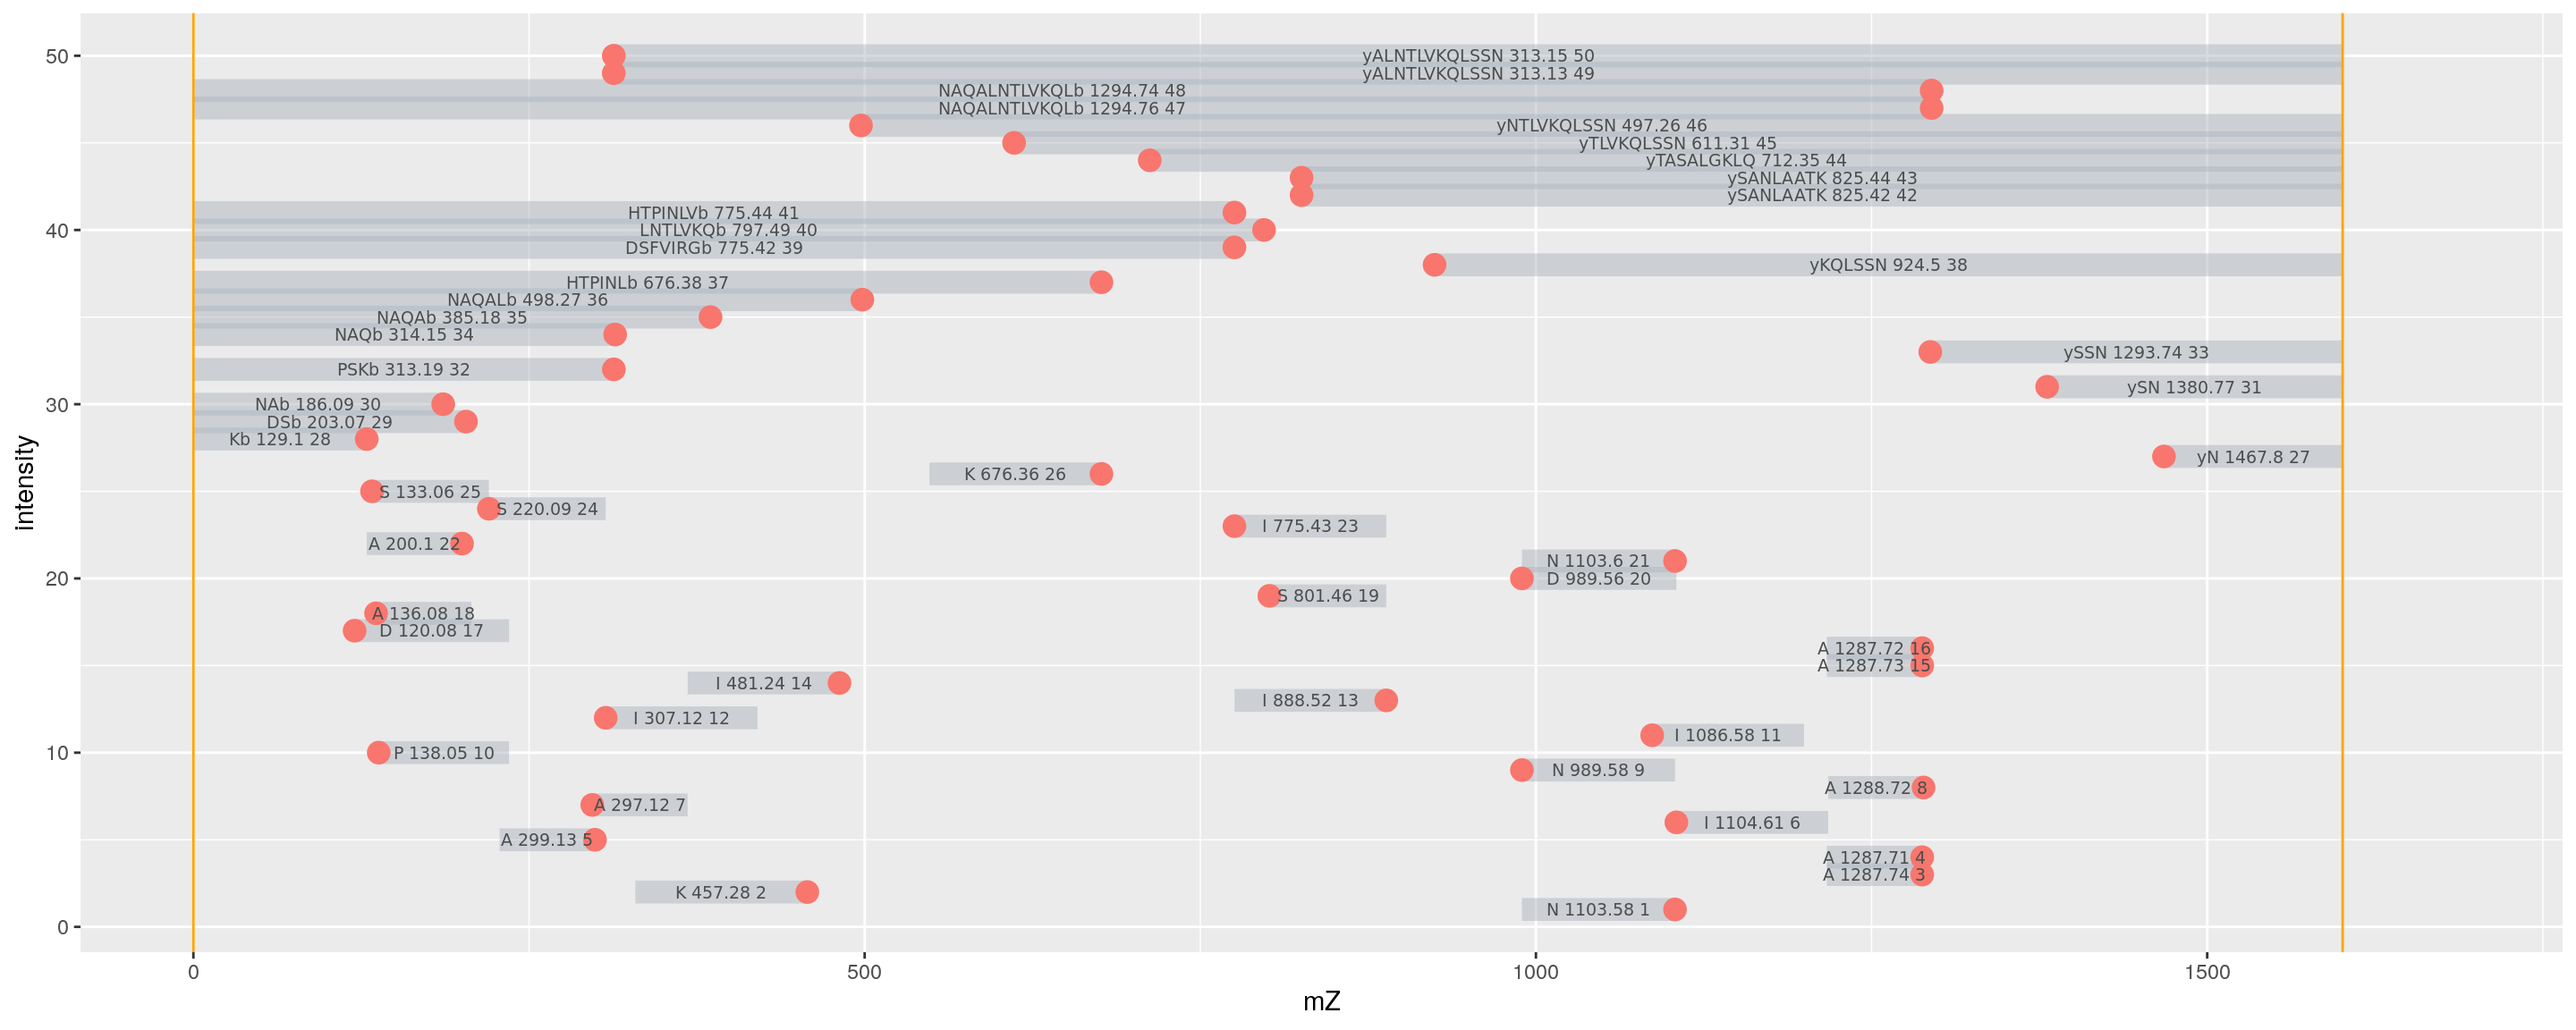 50
yALNTLVKQLSSN 313.15 50
yALNTLVKQLSSN 313.13 49
NAQALNTLVKQLb 1294.74 48
NAQALNTLVKQLb 1294.76 47
yNTLVKQLSSN 497.26 46
yTLVKQLSSN 611.31 45
yTASALGKLQ 712.35 44
ySANLAATK 825.44 43
ySANLAATK 825.42 42
HTPINLVb 775.44 41
40
LNTLVKQb 797.49 40
DSFVIRGb 775.42 39
yKQLSSN 924.5 38
HTPINLb 676.38 37
NAQALb 498.27 36
NAQAb 385.18 35
NAQb 314.15 34
ySSN 1293.74 33
PSKb 313.19 32
ySN 1380.77 31
30
NAb 186.09 30
DSb 203.07 29
Kb 129.1 28
yN 1467.8 27
K 676.36 26
S 133.06 25
S 220.09 24
I 775.43 23
A 200.1 22
N 1103.6 21
20
D 989.56 20
S 801.46 19
A 136.08 18
D 120.08 17
A 1287.72 16
A 1287.73 15
I 481.24 14
I 888.52 13
I 307.12 12
I 1086.58 11
10
P 138.05 10
N 989.58 9
A 1288.72 8
A 297.12 7
I 1104.61 6
A 299.13 5
A 1287.71 4
A 1287.74 3
K 457.28 2
N 1103.58 1
0
intensity
0 500 1000 1500
mZ